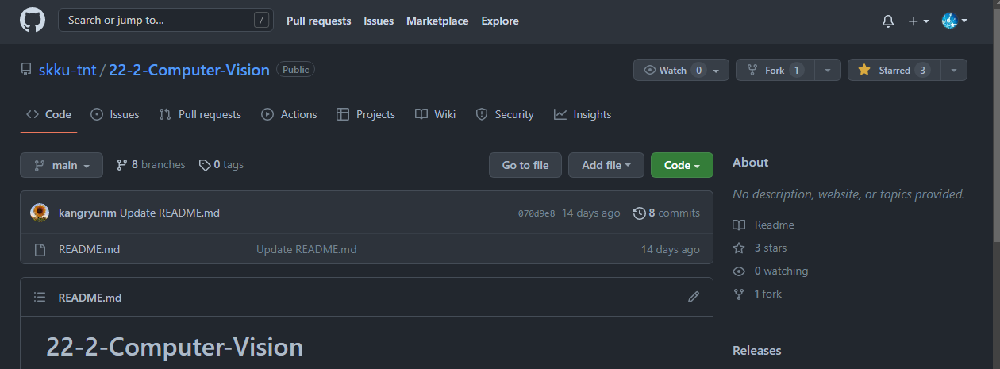 Search or jump to... / Pull requests Issues Marketplace Explore
skku-tnt / 22-2-Computer-Vision Public Watch 0 Fork 1 Starred 3
Code Issues Pull requests Actions Projects Wiki Security Insights
main 8 branches 0 tags Go to file Add file Code
kangryunm Update README.md 070d9e8 14 days ago 8 commits
README.md Update README.md 14 days ago
README.md
22-2-Computer-Vision
About
No description, website, or topics provided.
Readme
3 stars
0 watching
1 fork
Releases